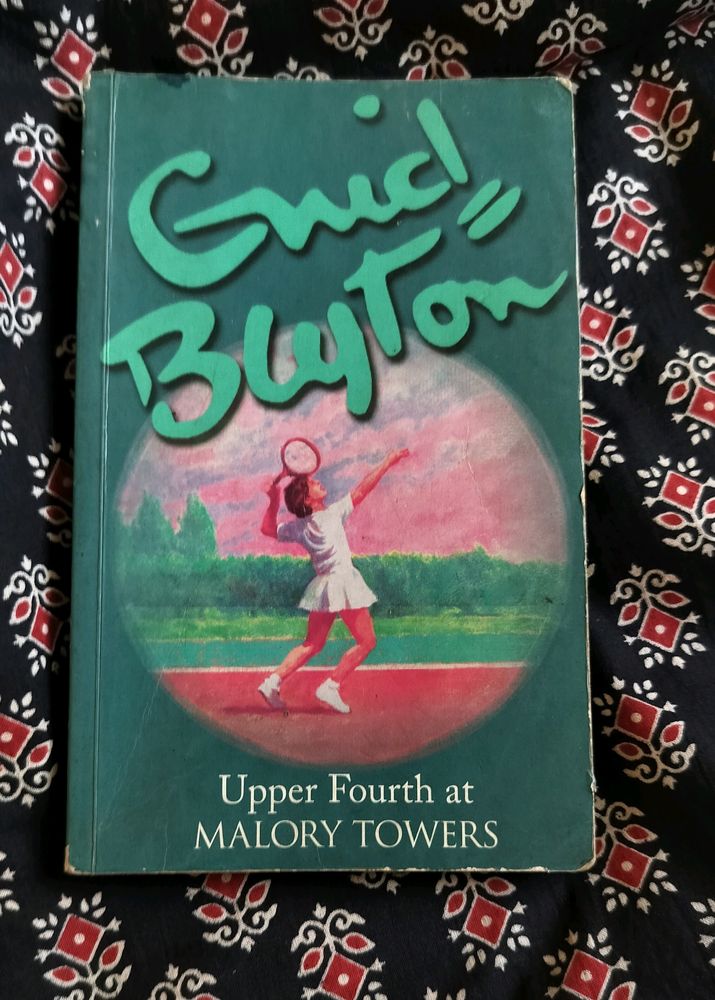 Enid
Blyton
Upper Fourth at
MALORY TOWERS